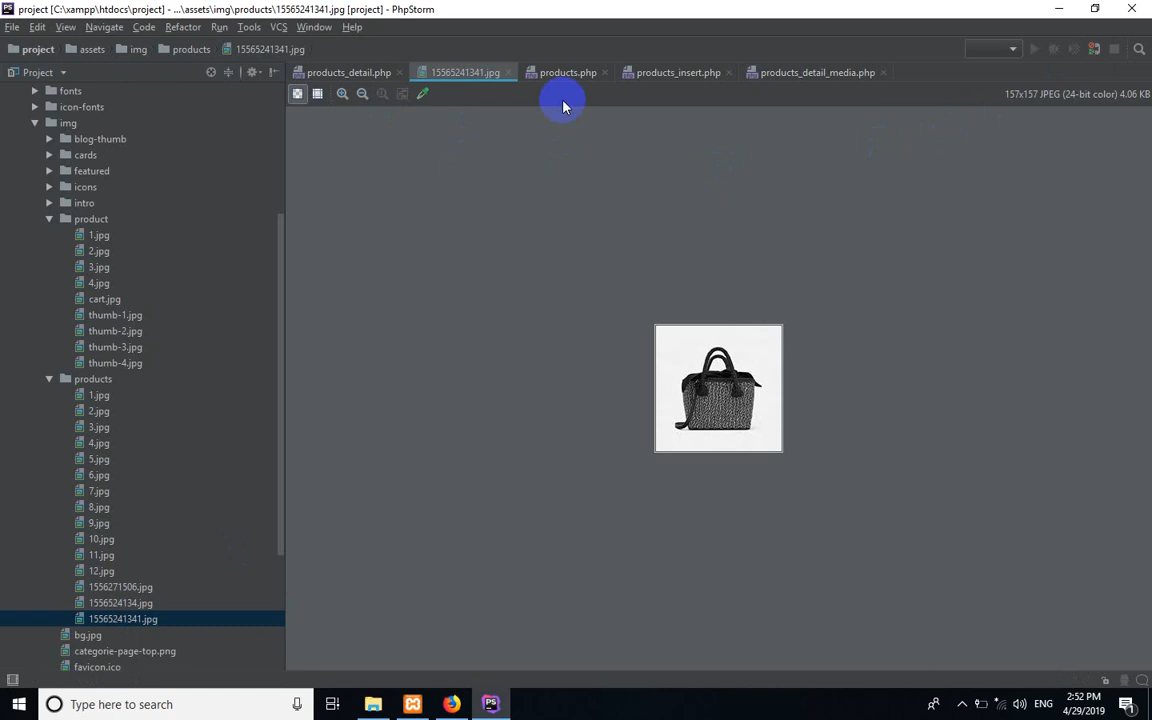 project [C:\xampp\htdocs\project] - ...\assets\img\products\15565241341.jpg [project] - PhpStorm
File Edit View Navigate Code Refactor Run Tools VCS Window Help
project assets img products 15565241341.jpg
Project
products_detail.php 15565241341.jpg products.php products_insert.php products_detail_media.php
157x157 JPEG (24-bit color) 4.06 KB
fonts
icon-fonts
img
blog-thumb
cards
featured
icons
intro
product
1.jpg
2.jpg
3.jpg
4.jpg
cart.jpg
thumb-1.jpg
thumb-2.jpg
thumb-3.jpg
thumb-4.jpg
products
1.jpg
2.jpg
3.jpg
4.jpg
5.jpg
6.jpg
7.jpg
8.jpg
9.jpg
10.jpg
11.jpg
12.jpg
1556271506.jpg
1556524134.jpg
15565241341.jpg
bg.jpg
categorie-page-top.png
favicon.ico
Type here to search
ENG
2:52 PM
4/29/2019
1